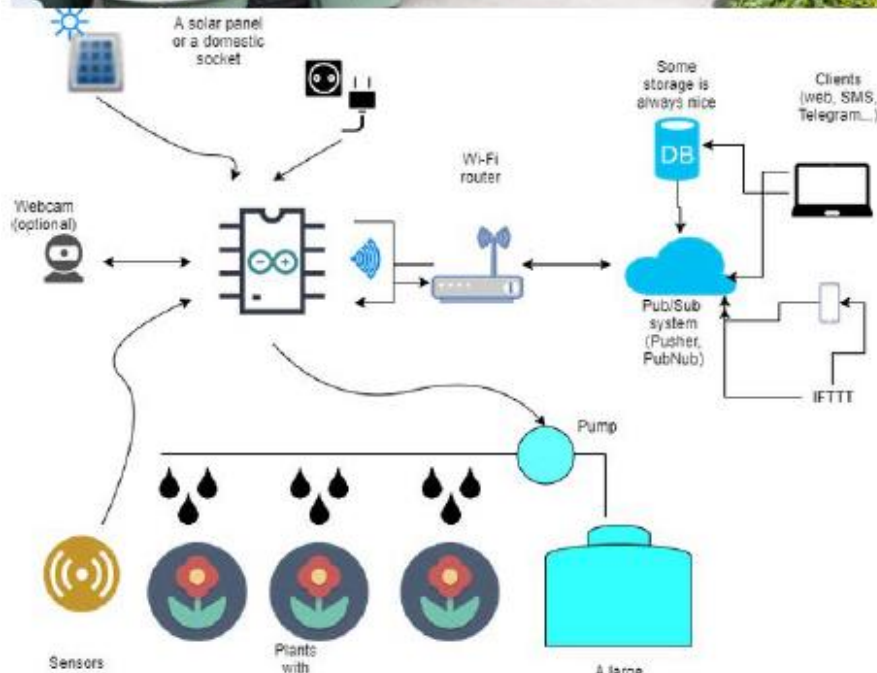 A solar panel
or a domestic
socket
Some
storage is
always nice
Clients
(web, SMS,
Telegram...)
DB
Wi-Fi
router
Webcam
(optional)
Pub/Sub
system
(Pusher,
PubNub)
IFTTT
Pump
Sensors
Plants
with
A large